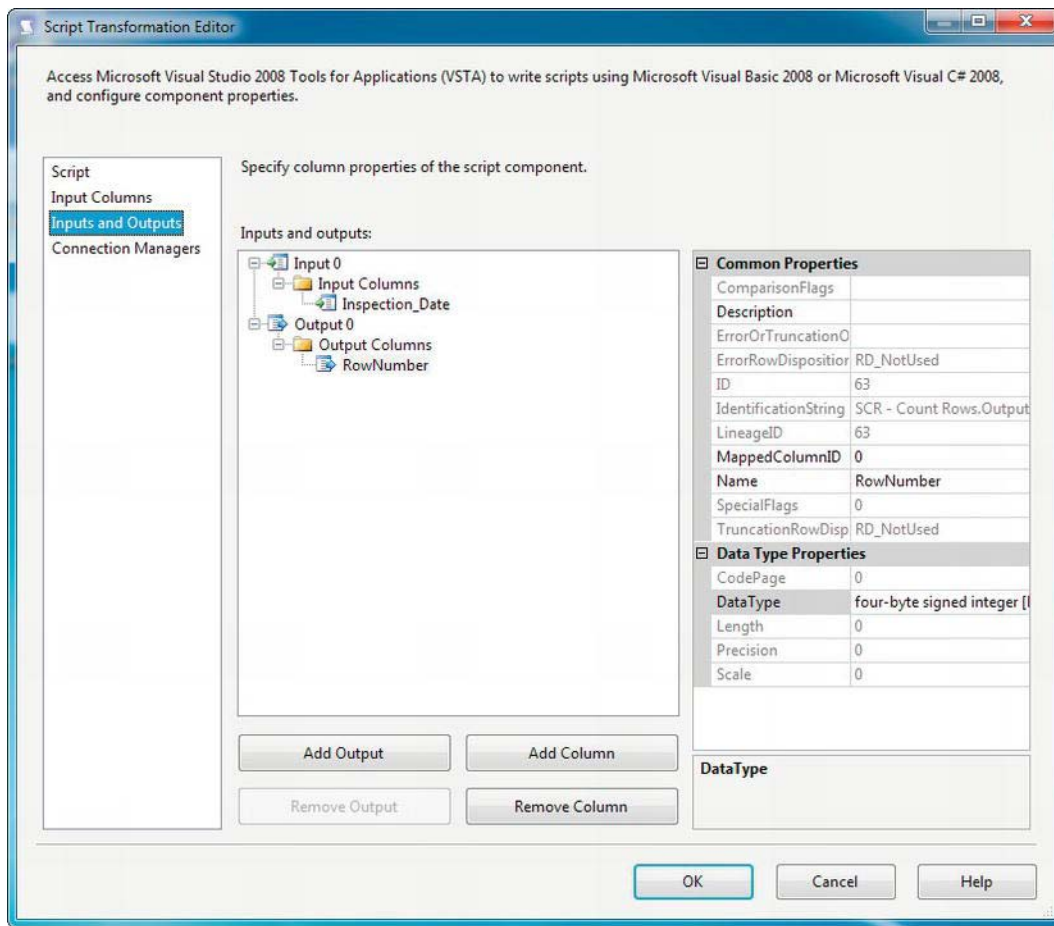 Script Transformation Editor
Access Microsoft Visual Studio 2008 Tools for Applications (VSTA) to write scripts using Microsoft Visual Basic 2008 or Microsoft Visual C# 2008,
and configure component properties.
Script
Input Columns
Inputs and Outputs
Connection Managers
Specify column properties of the script component.
Inputs and outputs:
Input 0
Input Columns
Inspection_Date
Output 0
Output Columns
RowNumber
Add Output
Add Column
Remove Output
Remove Column
Common Properties
ComparisonFlags
Description
ErrorOrTruncationO
ErrorRowDisposition RD_NotUsed
ID 63
IdentificationString SCR - Count Rows.Output
LineageID 63
MappedColumnID 0
Name RowNumber
SpecialFlags 0
TruncationRowDisp RD_NotUsed
Data Type Properties
CodePage 0
DataType four-byte signed integer [
Length 0
Precision 0
Scale 0
DataType
OK
Cancel
Help